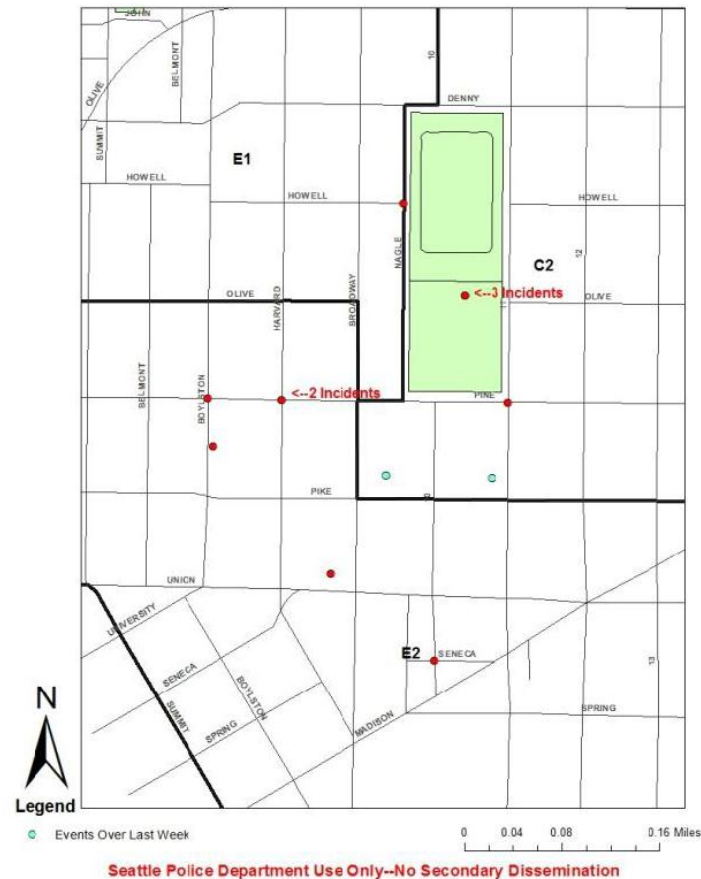 JOHN
10
BELMONT
OLIVE
DENNY
SUMMIT
E1
HOWELL
HOWELL
HOWELL
NAGLE
12
C2
OLIVE
HARVARD
BROADWAY
<--3 Incidents
11
OLIVE
BELMONT
BOYLSTON
<--2 Incidents
PINE
PIKE
10
UNION
UNIVERSITY
E2
SENECA
SENECA
BOYLSTON
13
SUMMIT
SPRING
MADISON
SPRING
N
Legend
Events Over Last Week
0 0.04 0.08 0.16 Miles
Seattle Police Department Use Only--No Secondary Dissemination